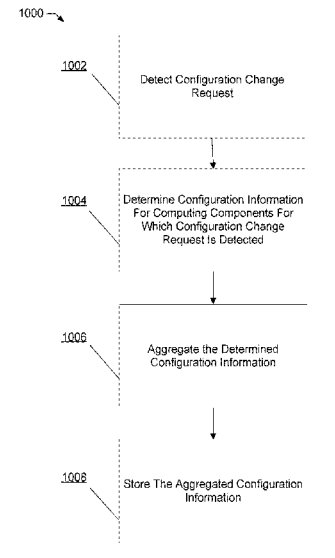 1000
1002
Detect Configuration Change
Request
1004
Determine Configuration Information
For Computing Components For
Which Configuration Change
Request Is Detected
1006
Aggregate the Determined
Configuration Information
1008
Store The Aggregated Configuration
Information